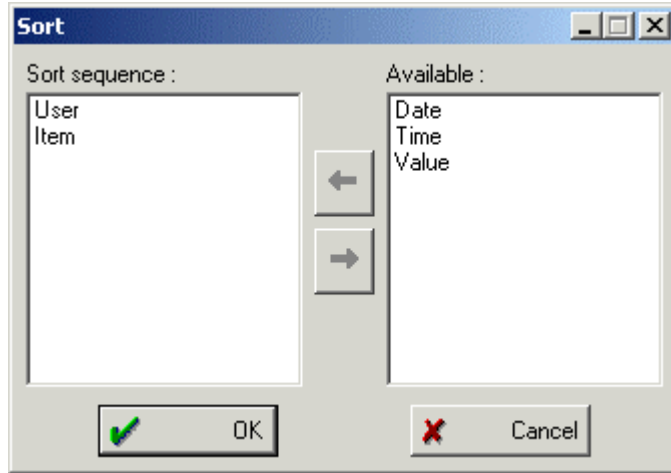 Sort
Sort sequence :
User
Item
Available :
Date
Time
Value
OK
Cancel